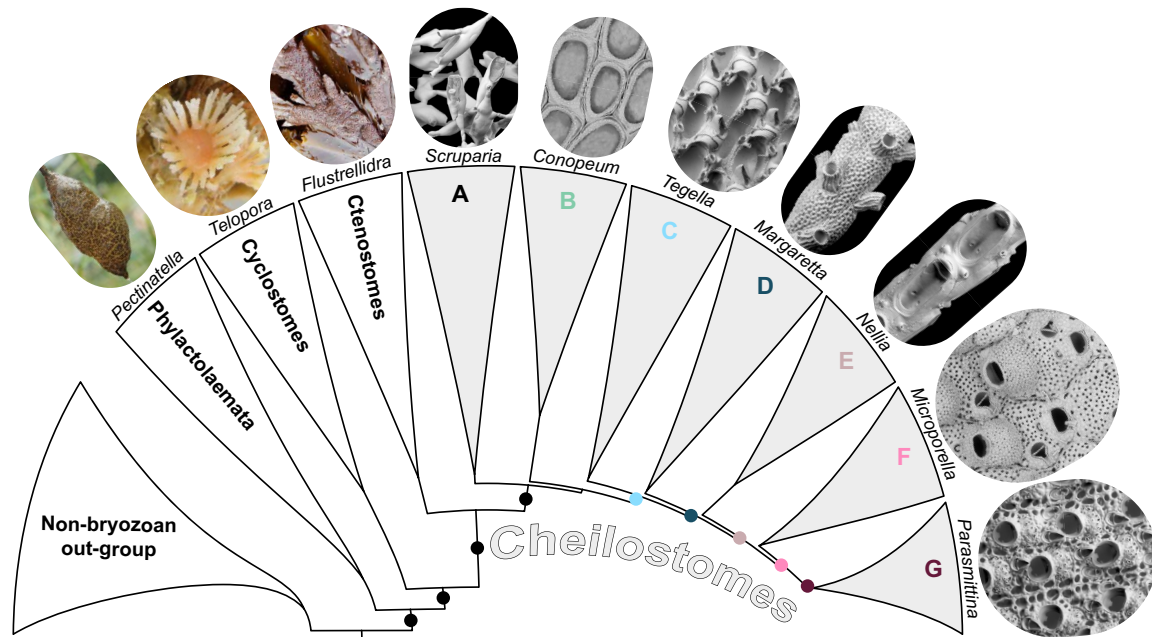 Scruparia
Conopeum
Flustrellidra
Tegella
Telopora
Margaretta
Pectinatella
Nellia
Microporella
Parasmittina
Phylactolaemata
Cyclostomes
Ctenostomes
A
B
C
D
E
F
G
Non-bryozoan
out-group
Cheilostomes